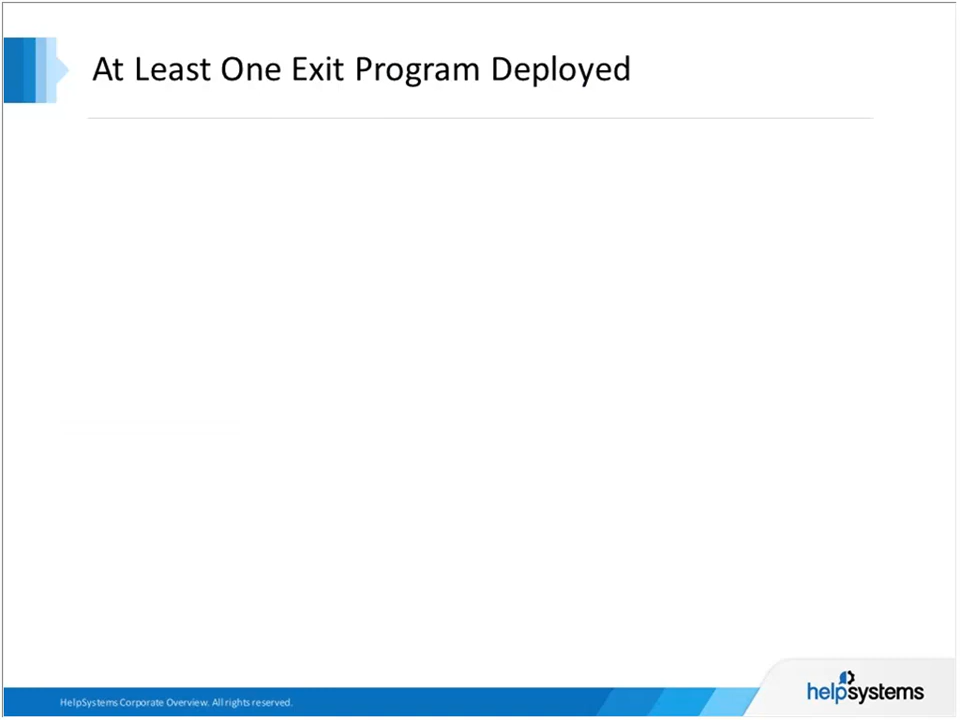 At Least One Exit Program Deployed
HelpSystems Corporate Overview. All rights reserved.
helpsystems